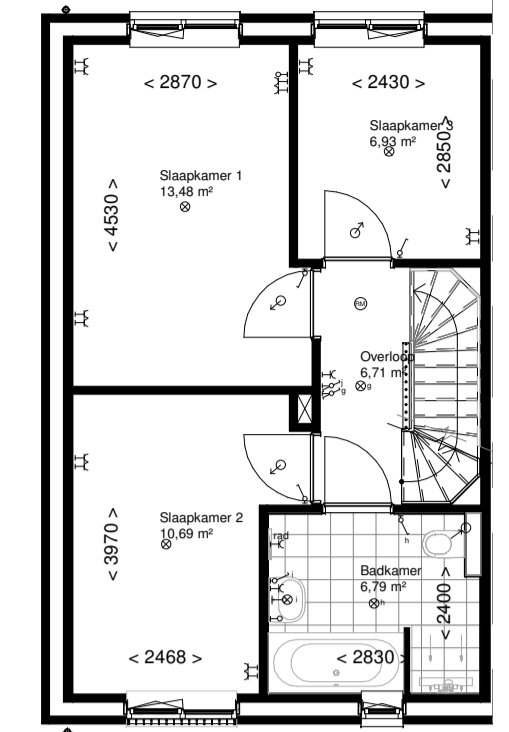 < 2870 >
< 2430 >
Slaapkamer 3
6,93 m²
< 2850 >
Slaapkamer 1
13,48 m²
< 4530 >
RM
Overloop
6,71 m²
j
g
g
Slaapkamer 2
10,69 m²
< 3970 >
rad
h
Badkamer
6,79 m²
j
i
h
< 2400 >
< 2468 >
< 2830 >